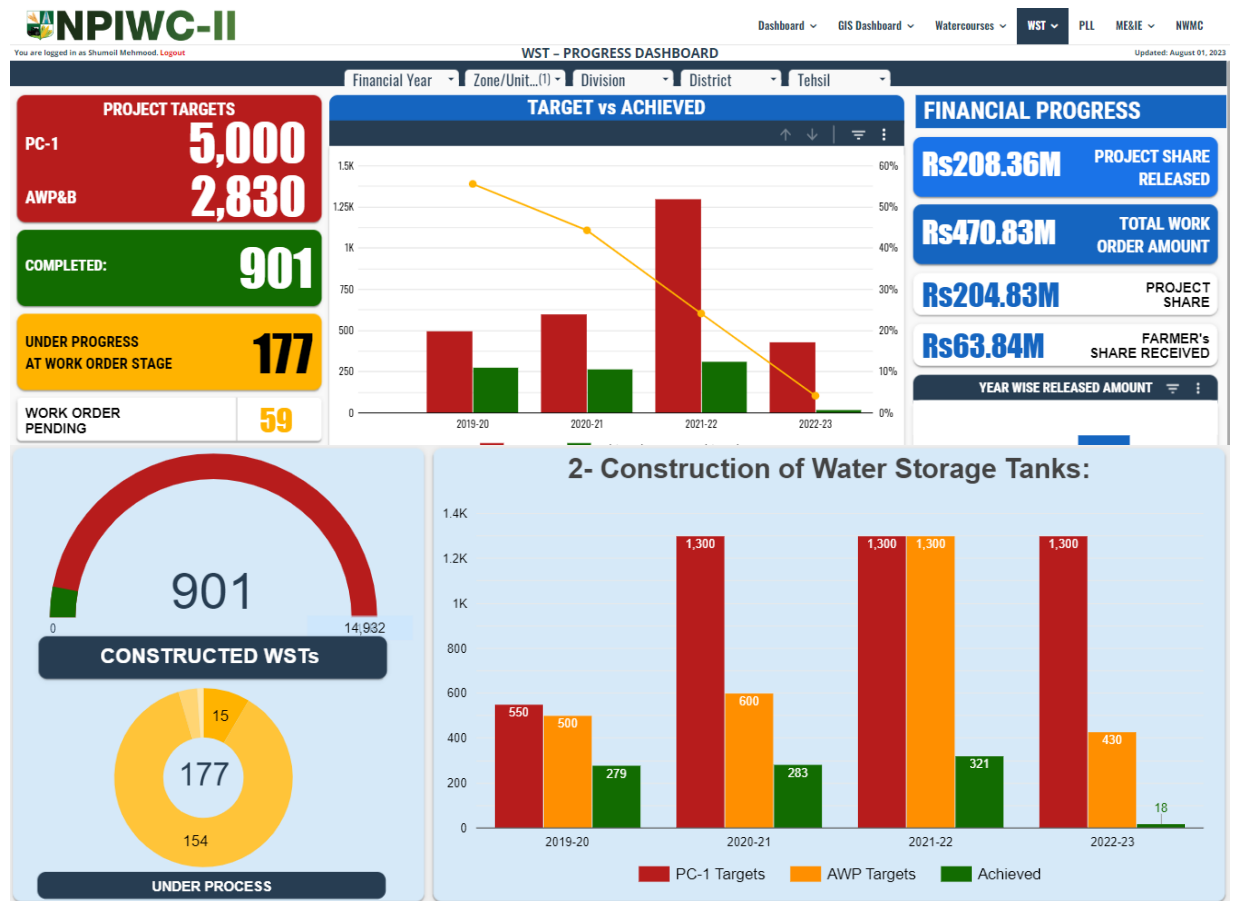 NPIWC-II
Dashboard
GIS Dashboard
Watercourses
WST
PLL
ME&IE
NWMC
You are logged in as Shumoil Mehmood. Logout
WST – PROGRESS DASHBOARD
Updated: August 01, 2023
Financial Year
Zone/Unit...(1)
Division
District
Tehsil
PROJECT TARGETS
PC-1
5,000
AWP&B
2,830
COMPLETED:
901
UNDER PROGRESS
AT WORK ORDER STAGE
177
WORK ORDER
PENDING
59
TARGET vs ACHIEVED
1.5K
1.25K
1K
750
500
250
0
60%
50%
40%
30%
20%
10%
0%
2019-20
2020-21
2021-22
2022-23
FINANCIAL PROGRESS
Rs208.36M
PROJECT SHARE
RELEASED
Rs470.83M
TOTAL WORK
ORDER AMOUNT
Rs204.83M
PROJECT
SHARE
Rs63.84M
FARMER's
SHARE RECEIVED
YEAR WISE RELEASED AMOUNT
901
0
14,932
CONSTRUCTED WSTs
15
177
154
UNDER PROCESS
2- Construction of Water Storage Tanks:
1.4K
1.2K
1K
800
600
400
200
0
550
500
279
1,300
600
283
1,300
1,300
321
1,300
430
18
2019-20
2020-21
2021-22
2022-23
PC-1 Targets
AWP Targets
Achieved